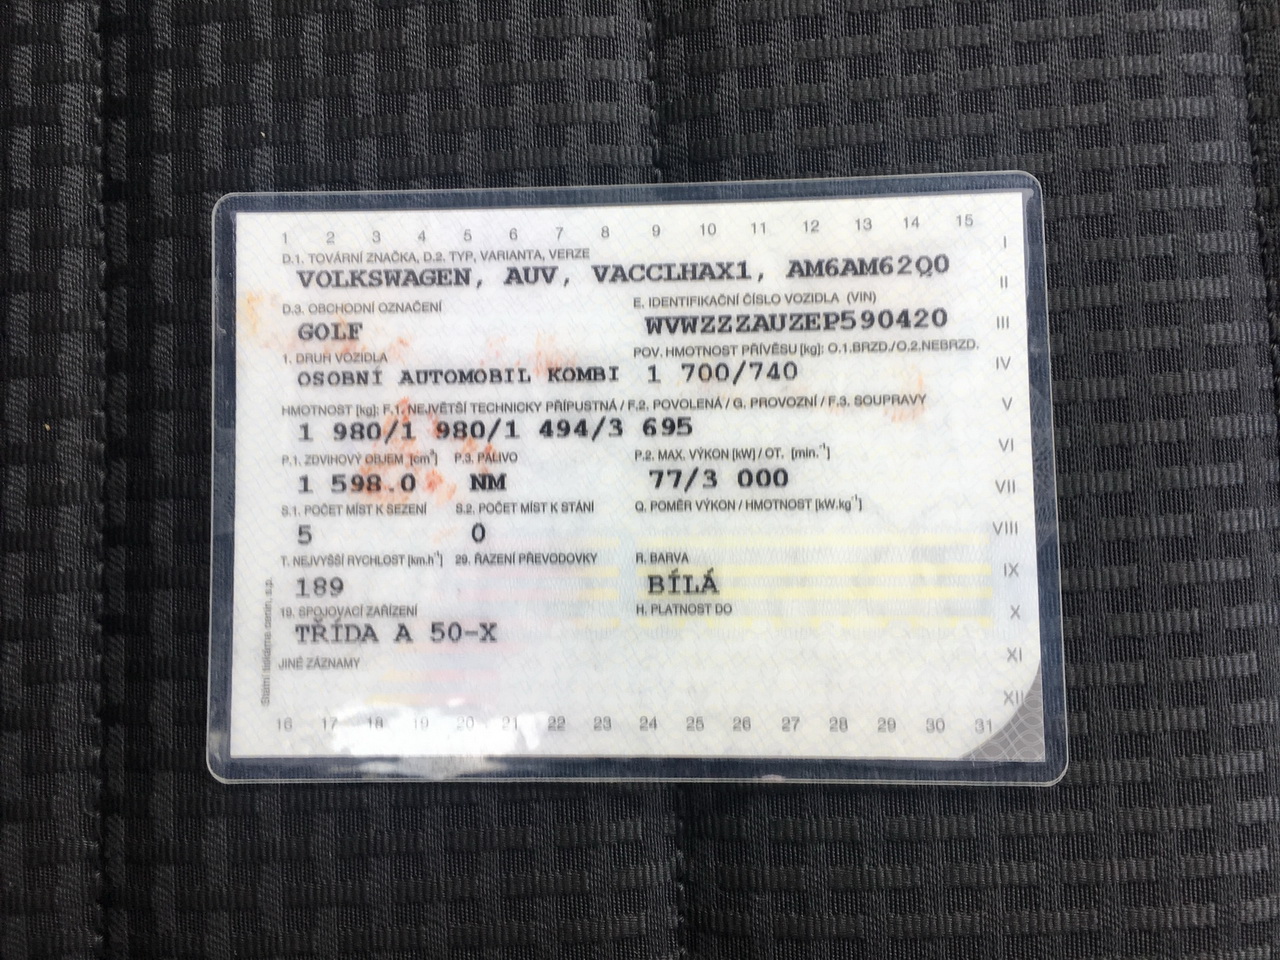 1 2 3 4 5 6 7 8 9 10 11 12 13 14 15
D.1. TOVÁRNÍ ZNAČKA, D.2. TYP, VARIANTA, VERZE
I
VOLKSWAGEN, AUV, VACCLHAX1, AM6AM62Q0
II
D.3. OBCHODNÍ OZNAČENÍ E. IDENTIFIKAČNÍ ČÍSLO VOZIDLA (VIN)
GOLF WVWZZZAUZEP590420
III
1. DRUH VOZIDLA POV. HMOTNOST PŘÍVĚSU [kg]: O.1.BRZD./O.2.NEBRZD.
OSOBNÍ AUTOMOBIL KOMBI 1 700/740
IV
HMOTNOST [kg]: F.1. NEJVĚTŠÍ TECHNICKY PŘÍPUSTNÁ / F.2. POVOLENÁ / G. PROVOZNÍ / F.3. SOUPRAVY
V
1 980/1 980/1 494/3 695
VI
P.1. ZDVIHOVÝ OBJEM [cm³] P.3. PALIVO P.2. MAX. VÝKON [kW] / OT. [min.⁻¹]
1 598.0 NM 77/3 000
VII
S.1. POČET MÍST K SEZENÍ S.2. POČET MÍST K STÁNÍ Q. POMĚR VÝKON / HMOTNOST [kW.kg⁻¹]
5 0
VIII
T. NEJVYŠŠÍ RYCHLOST [km.h⁻¹] 29. ŘAZENÍ PŘEVODOVKY R. BARVA
IX
189 BÍLÁ
19. SPOJOVACÍ ZAŘÍZENÍ H. PLATNOST DO
X
TŘÍDA A 50-X
JINÉ ZÁZNAMY
XI
XII
Státní tiskárna cenin, s.p.
16 17 18 19 20 21 22 23 24 25 26 27 28 29 30 31